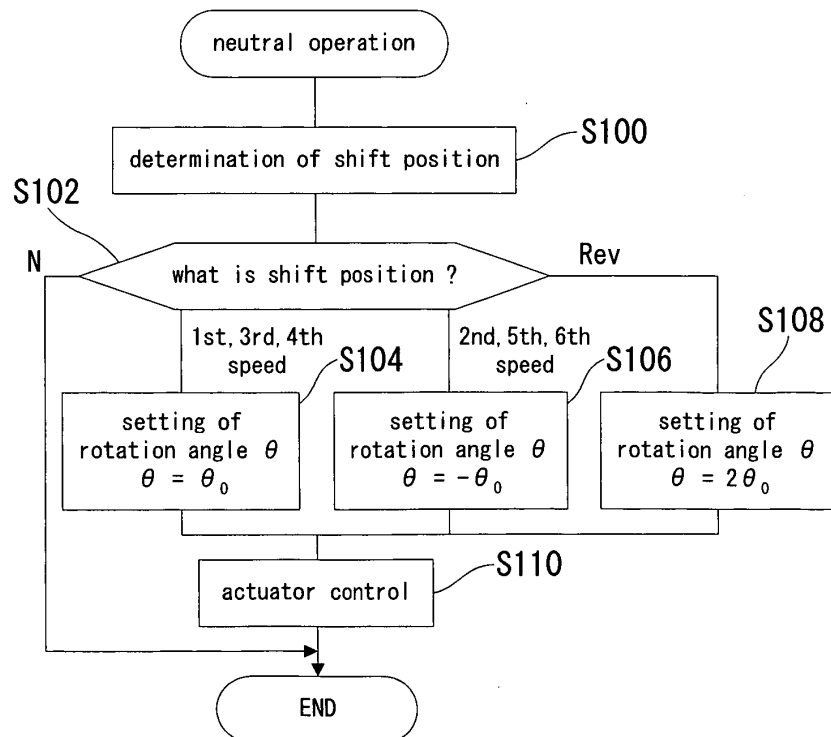 neutral operation
determination of shift position
S100
S102
N
what is shift position ?
Rev
1st, 3rd, 4th
speed
S104
2nd, 5th, 6th
speed
S106
S108
setting of
rotation angle θ
θ = θ₀
setting of
rotation angle θ
θ = −θ₀
setting of
rotation angle θ
θ = 2θ₀
actuator control
S110
END